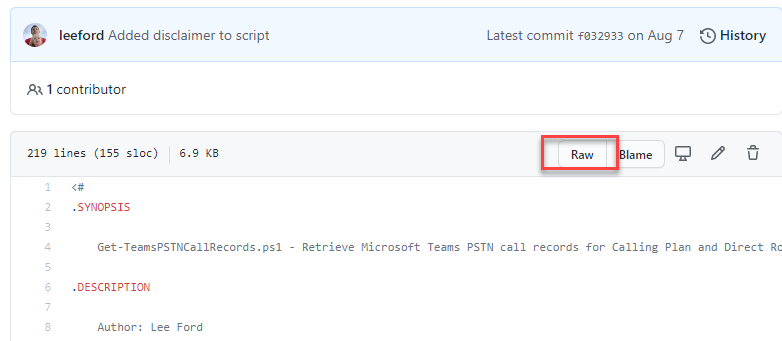 leeford Added disclaimer to script
Latest commit f032933 on Aug 7 History
1 contributor
219 lines (155 sloc) 6.9 KB
Raw Blame
1 <#
2 .SYNOPSIS
3
4 Get-TeamsPSTNCallRecords.ps1 - Retrieve Microsoft Teams PSTN call records for Calling Plan and Direct Ro
5
6 .DESCRIPTION
7
8 Author: Lee Ford